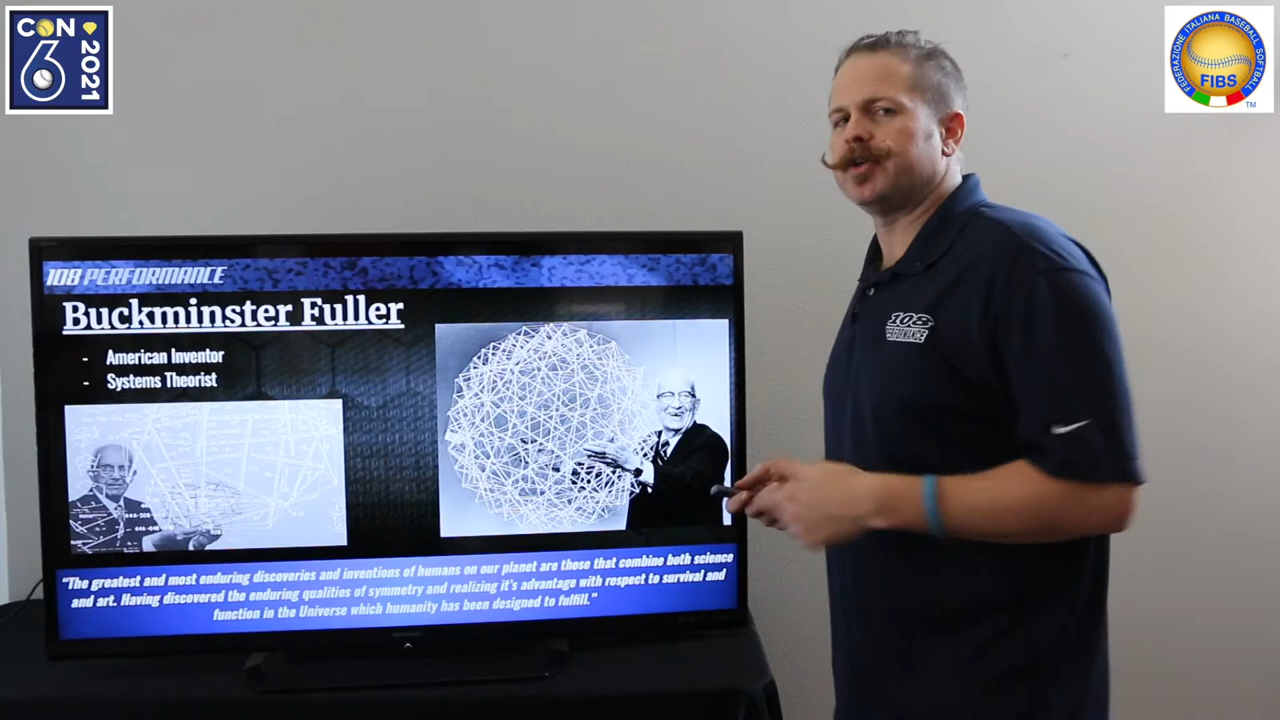 CON
6
2021
FEDERAZIONE ITALIANA BASEBALL SOFTBALL
FIBS
TM
108 PERFORMANCE
Buckminster Fuller
- American Inventor
- Systems Theorist
"The greatest and most enduring discoveries and inventions of humans on our planet are those that combine both science
and art. Having discovered the enduring qualities of symmetry and realizing it's advantage with respect to survival and
function in the Universe which humanity has been designed to fulfill."
108
PERFORMANCE